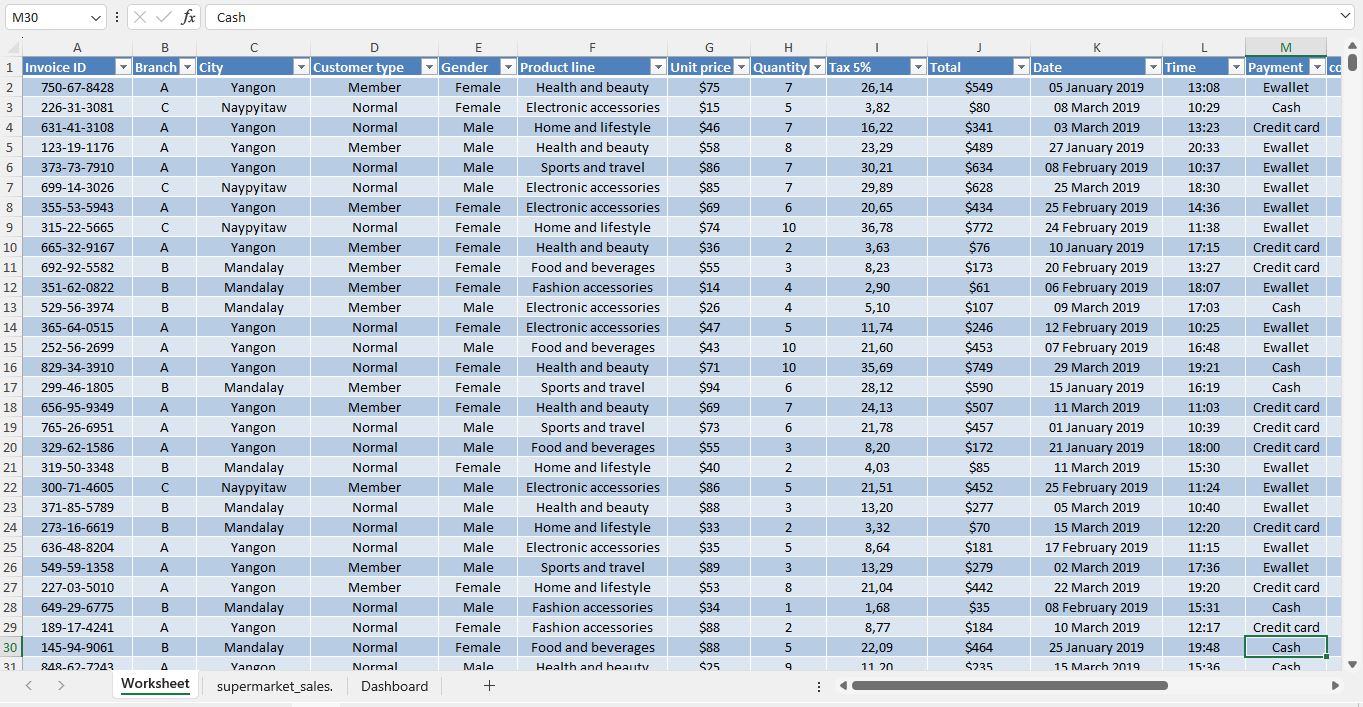 M30 fx Cash
A B C D E F G H I J K L M
1 Invoice ID Branch City Customer type Gender Product line Unit price Quantity Tax 5% Total Date Time Payment co
2 750-67-8428 A Yangon Member Female Health and beauty $75 7 26,14 $549 05 January 2019 13:08 Ewallet
3 226-31-3081 C Naypyitaw Normal Female Electronic accessories $15 5 3,82 $80 08 March 2019 10:29 Cash
4 631-41-3108 A Yangon Normal Male Home and lifestyle $46 7 16,22 $341 03 March 2019 13:23 Credit card
5 123-19-1176 A Yangon Member Male Health and beauty $58 8 23,29 $489 27 January 2019 20:33 Ewallet
6 373-73-7910 A Yangon Normal Male Sports and travel $86 7 30,21 $634 08 February 2019 10:37 Ewallet
7 699-14-3026 C Naypyitaw Normal Male Electronic accessories $85 7 29,89 $628 25 March 2019 18:30 Ewallet
8 355-53-5943 A Yangon Member Female Electronic accessories $69 6 20,65 $434 25 February 2019 14:36 Ewallet
9 315-22-5665 C Naypyitaw Normal Female Home and lifestyle $74 10 36,78 $772 24 February 2019 11:38 Ewallet
10 665-32-9167 A Yangon Member Female Health and beauty $36 2 3,63 $76 10 January 2019 17:15 Credit card
11 692-92-5582 B Mandalay Member Female Food and beverages $55 3 8,23 $173 20 February 2019 13:27 Credit card
12 351-62-0822 B Mandalay Member Female Fashion accessories $14 4 2,90 $61 06 February 2019 18:07 Ewallet
13 529-56-3974 B Mandalay Member Male Electronic accessories $26 4 5,10 $107 09 March 2019 17:03 Cash
14 365-64-0515 A Yangon Normal Female Electronic accessories $47 5 11,74 $246 12 February 2019 10:25 Ewallet
15 252-56-2699 A Yangon Normal Male Food and beverages $43 10 21,60 $453 07 February 2019 16:48 Ewallet
16 829-34-3910 A Yangon Normal Female Health and beauty $71 10 35,69 $749 29 March 2019 19:21 Cash
17 299-46-1805 B Mandalay Member Female Sports and travel $94 6 28,12 $590 15 January 2019 16:19 Cash
18 656-95-9349 A Yangon Member Female Health and beauty $69 7 24,13 $507 11 March 2019 11:03 Credit card
19 765-26-6951 A Yangon Normal Male Sports and travel $73 6 21,78 $457 01 January 2019 10:39 Credit card
20 329-62-1586 A Yangon Normal Male Food and beverages $55 3 8,20 $172 21 January 2019 18:00 Credit card
21 319-50-3348 B Mandalay Normal Female Home and lifestyle $40 2 4,03 $85 11 March 2019 15:30 Ewallet
22 300-71-4605 C Naypyitaw Member Male Electronic accessories $86 5 21,51 $452 25 February 2019 11:24 Ewallet
23 371-85-5789 B Mandalay Normal Male Health and beauty $88 3 13,20 $277 05 March 2019 10:40 Ewallet
24 273-16-6619 B Mandalay Normal Male Home and lifestyle $33 2 3,32 $70 15 March 2019 12:20 Credit card
25 636-48-8204 A Yangon Normal Male Electronic accessories $35 5 8,64 $181 17 February 2019 11:15 Ewallet
26 549-59-1358 A Yangon Member Male Sports and travel $89 3 13,29 $279 02 March 2019 17:36 Ewallet
27 227-03-5010 A Yangon Member Female Home and lifestyle $53 8 21,04 $442 22 March 2019 19:20 Credit card
28 649-29-6775 B Mandalay Normal Male Fashion accessories $34 1 1,68 $35 08 February 2019 15:31 Cash
29 189-17-4241 A Yangon Normal Female Fashion accessories $88 2 8,77 $184 10 March 2019 12:17 Credit card
30 145-94-9061 B Mandalay Normal Female Food and beverages $88 5 22,09 $464 25 January 2019 19:48 Cash
31 848-62-7243 A Yangon Normal Male Health and beauty $25 9 11,20 $235 15 March 2019 15:36 Cash
Worksheet supermarket_sales. Dashboard